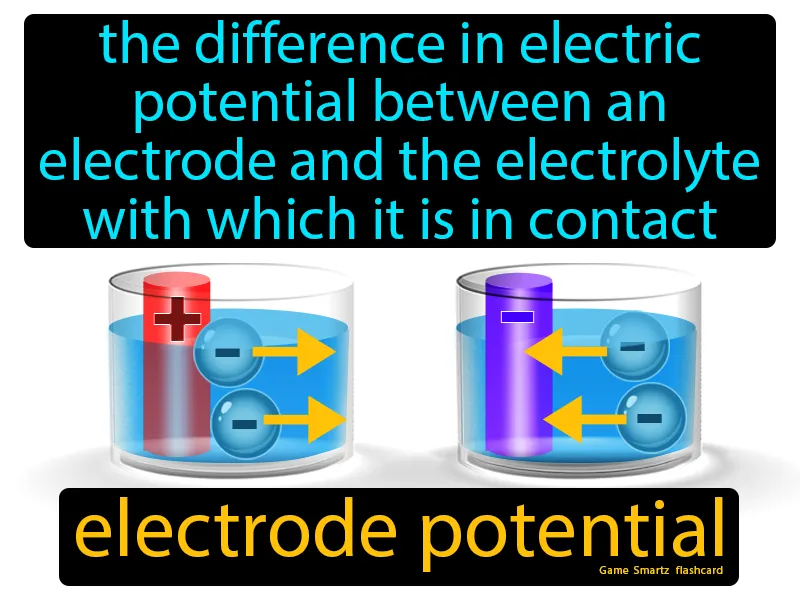 the difference in electric
potential between an
electrode and the electrolyte
with which it is in contact
+
-
-
-
-
-
electrode potential
Game Smartz flashcard